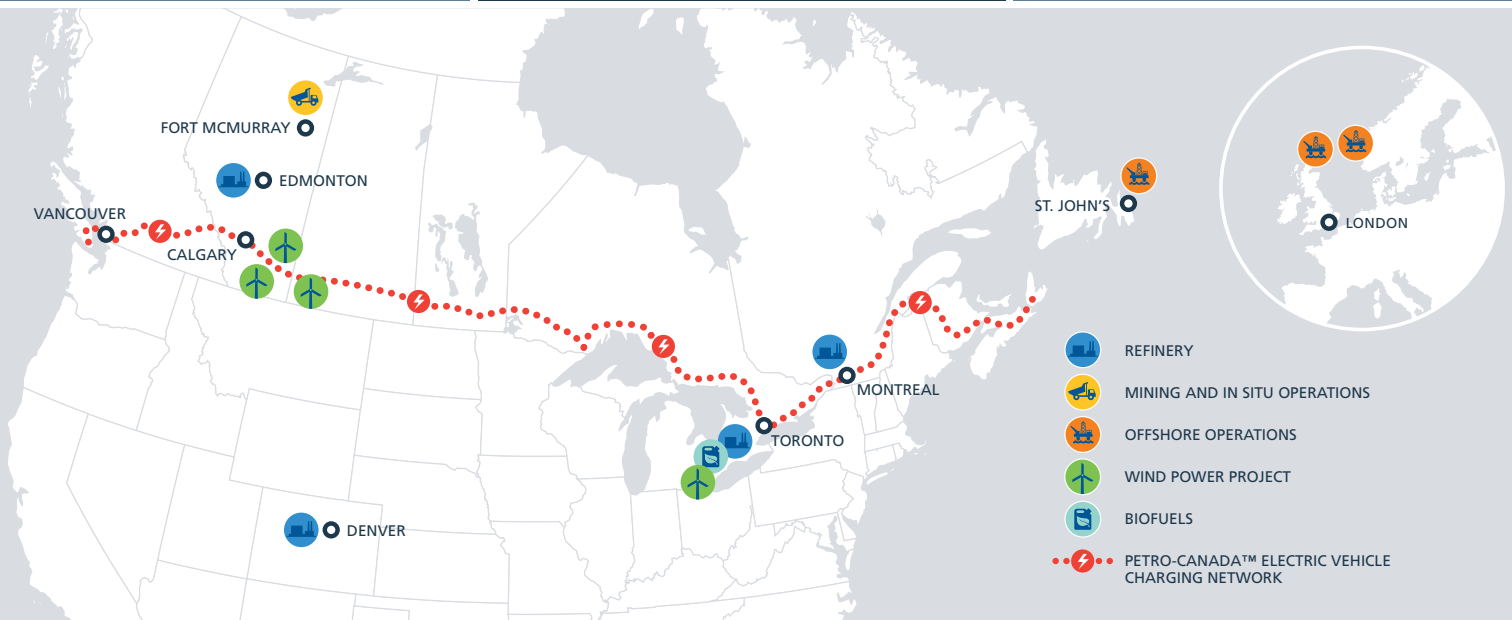 FORT MCMURRAY
EDMONTON
VANCOUVER
CALGARY
ST. JOHN'S
LONDON
MONTREAL
TORONTO
DENVER
REFINERY
MINING AND IN SITU OPERATIONS
OFFSHORE OPERATIONS
WIND POWER PROJECT
BIOFUELS
PETRO-CANADA™ ELECTRIC VEHICLE
CHARGING NETWORK